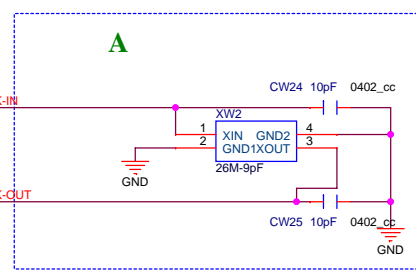 A
CW24 10pF 0402_cc
K-IN
XW2
1 XIN GND2 4
2 GND1XOUT 3
26M-9pF
GND
K-OUT
CW25 10pF 0402_cc
GND